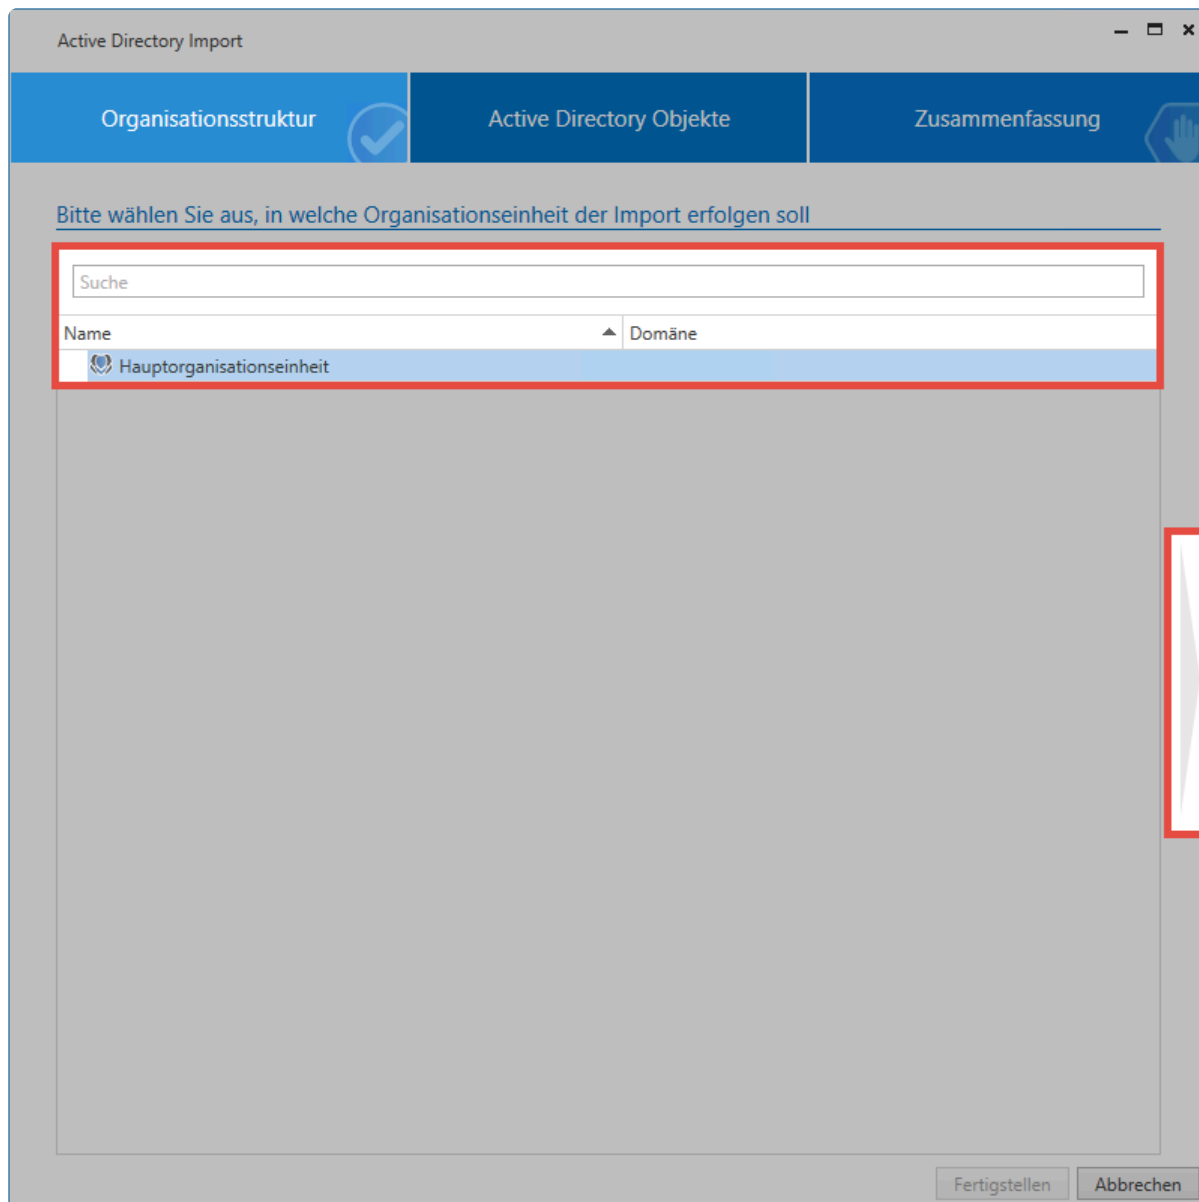 Active Directory Import
Organisationsstruktur
Active Directory Objekte
Zusammenfassung
Bitte wählen Sie aus, in welche Organisationseinheit der Import erfolgen soll
Suche
Name
Domäne
Hauptorganisationseinheit
Fertigstellen
Abbrechen